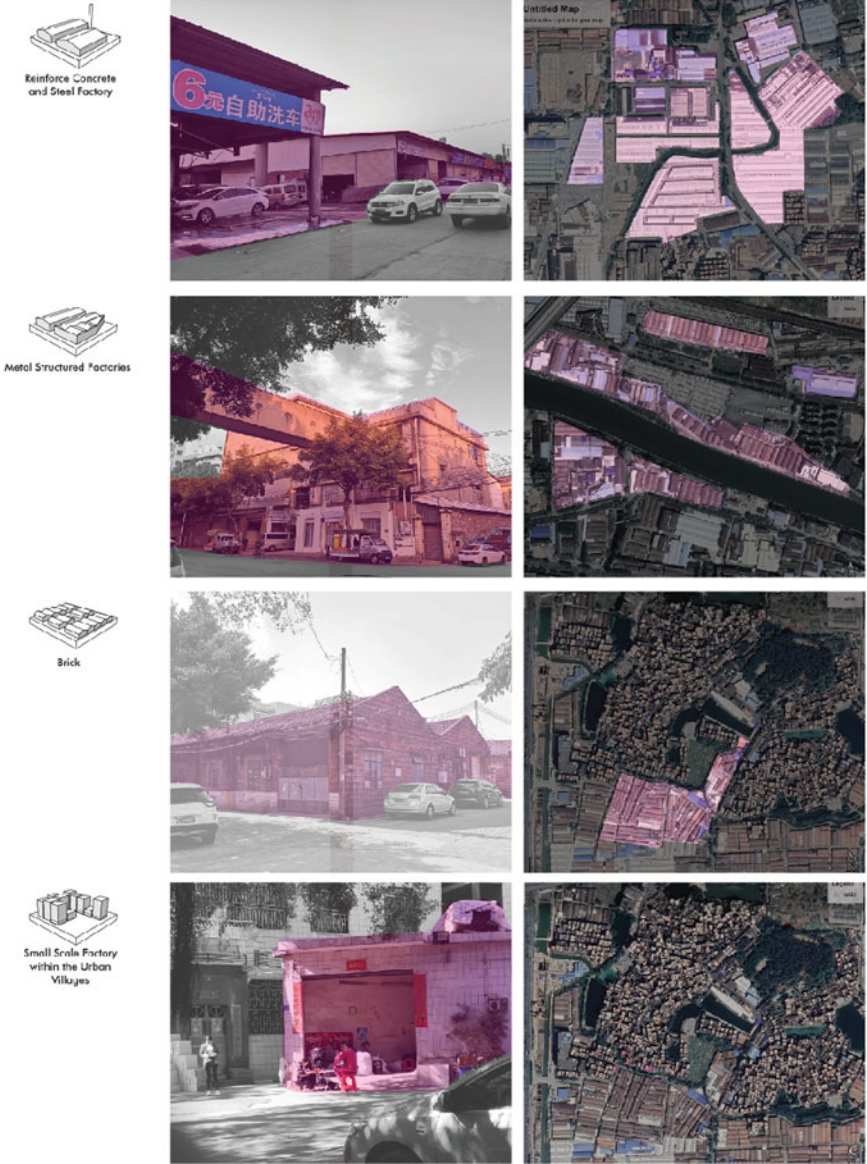 Reinforce Concrete
and Steel Factory
6元自助洗车
Untitled Map
Metal Structured Factories
Brick
Small Scale Factory
within the Urban
Villages